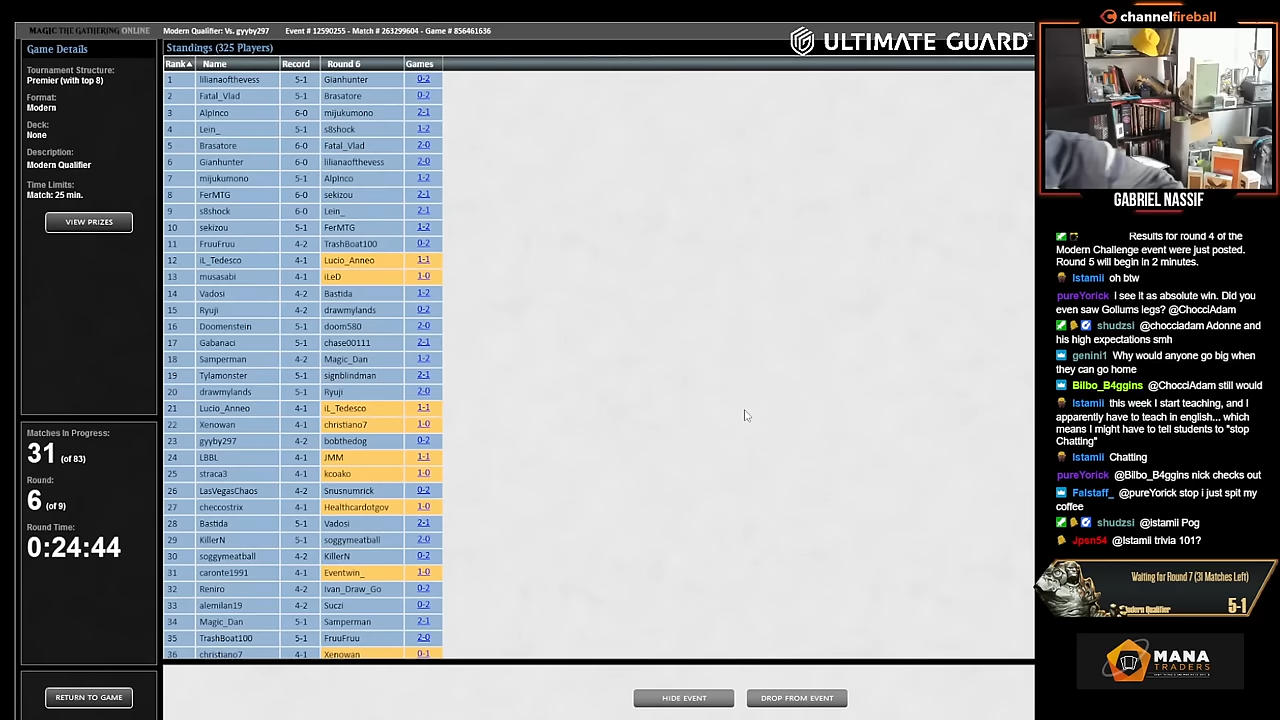 MAGIC THE GATHERING ONLINE
Modern Qualifier: Vs. gyyby297 Event # 12590255 - Match # 263299604 - Game # 856461636
Game Details
Tournament Structure:
Premier (with top 8)
Format:
Modern
Deck:
None
Description:
Modern Qualifier
Time Limits:
Match: 25 min.
VIEW PRIZES
Matches In Progress:
31 (of 83)
Round:
6 (of 9)
Round Time:
0:24:44
RETURN TO GAME
Standings (325 Players)
Rank Name Record Round 6 Games
1 lilianaofthevess 5-1 Gianhunter 0-2
2 Fatal_Vlad 5-1 Brasatore 0-2
3 AlpInco 6-0 mijukumono 2-1
4 Lein_ 5-1 s8shock 1-2
5 Brasatore 6-0 Fatal_Vlad 2-0
6 Gianhunter 6-0 lilianaofthevess 2-0
7 mijukumono 5-1 AlpInco 1-2
8 FerMTG 6-0 sekizou 2-1
9 s8shock 6-0 Lein_ 2-1
10 sekizou 5-1 FerMTG 1-2
11 FruuFruu 4-2 TrashBoat100 0-2
12 iL_Tedesco 4-1 Lucio_Anneo 1-1
13 musasabi 4-1 iLeD 1-0
14 Vadosi 4-2 Bastida 1-2
15 Ryuji 4-2 drawmylands 0-2
16 Doomenstein 5-1 doom580 2-0
17 Gabanaci 5-1 chase00111 2-1
18 Samperman 4-2 Magic_Dan 1-2
19 Tylamonster 5-1 signblindman 2-1
20 drawmylands 5-1 Ryuji 2-0
21 Lucio_Anneo 4-1 iL_Tedesco 1-1
22 Xenowan 4-1 christiano7 1-0
23 gyyby297 4-2 bobthedog 0-2
24 LBBL 4-1 JMM 1-1
25 straca3 4-1 kcoako 1-0
26 LasVegasChaos 4-2 Snusnumrick 0-2
27 checcostrix 4-1 Healthcardotgov 1-0
28 Bastida 5-1 Vadosi 2-1
29 KillerN 5-1 soggymeatball 2-0
30 soggymeatball 4-2 KillerN 0-2
31 caronte1991 4-1 Eventwin_ 1-0
32 Reniro 4-2 Ivan_Draw_Go 0-2
33 alemilan19 4-2 Suczi 0-2
34 Magic_Dan 5-1 Samperman 2-1
35 TrashBoat100 5-1 FruuFruu 2-0
36 christiano7 4-1 Xenowan 0-1
HIDE EVENT
DROP FROM EVENT
ULTIMATE GUARD
channelfireball
GABRIEL NASSIF
Results for round 4 of the
Modern Challenge event were just posted.
Round 5 will begin in 2 minutes.
Istamii oh btw
pureYorick I see it as absolute win. Did you
even saw Gollums legs? @ChocciAdam
shudzsi @chocciadam Adonne and
his high expectations smh
genini1 Why would anyone go big when
they can go home
Bilbo_B4ggins @ChocciAdam still would
Istamii this week I start teaching, and I
apparently have to teach in english... which
means I might have to tell students to "stop
Chatting"
Istamii Chatting
pureYorick @Bilbo_B4ggins nick checks out
Falstaff_ @pureYorick stop i just spit my
coffee
shudzsi @istamii Pog
Jpsn54 @Istamii trivia 101?
Waiting for Round 7 (31 Matches Left)
Modern Qualifier 5-1
MANA
TRADERS